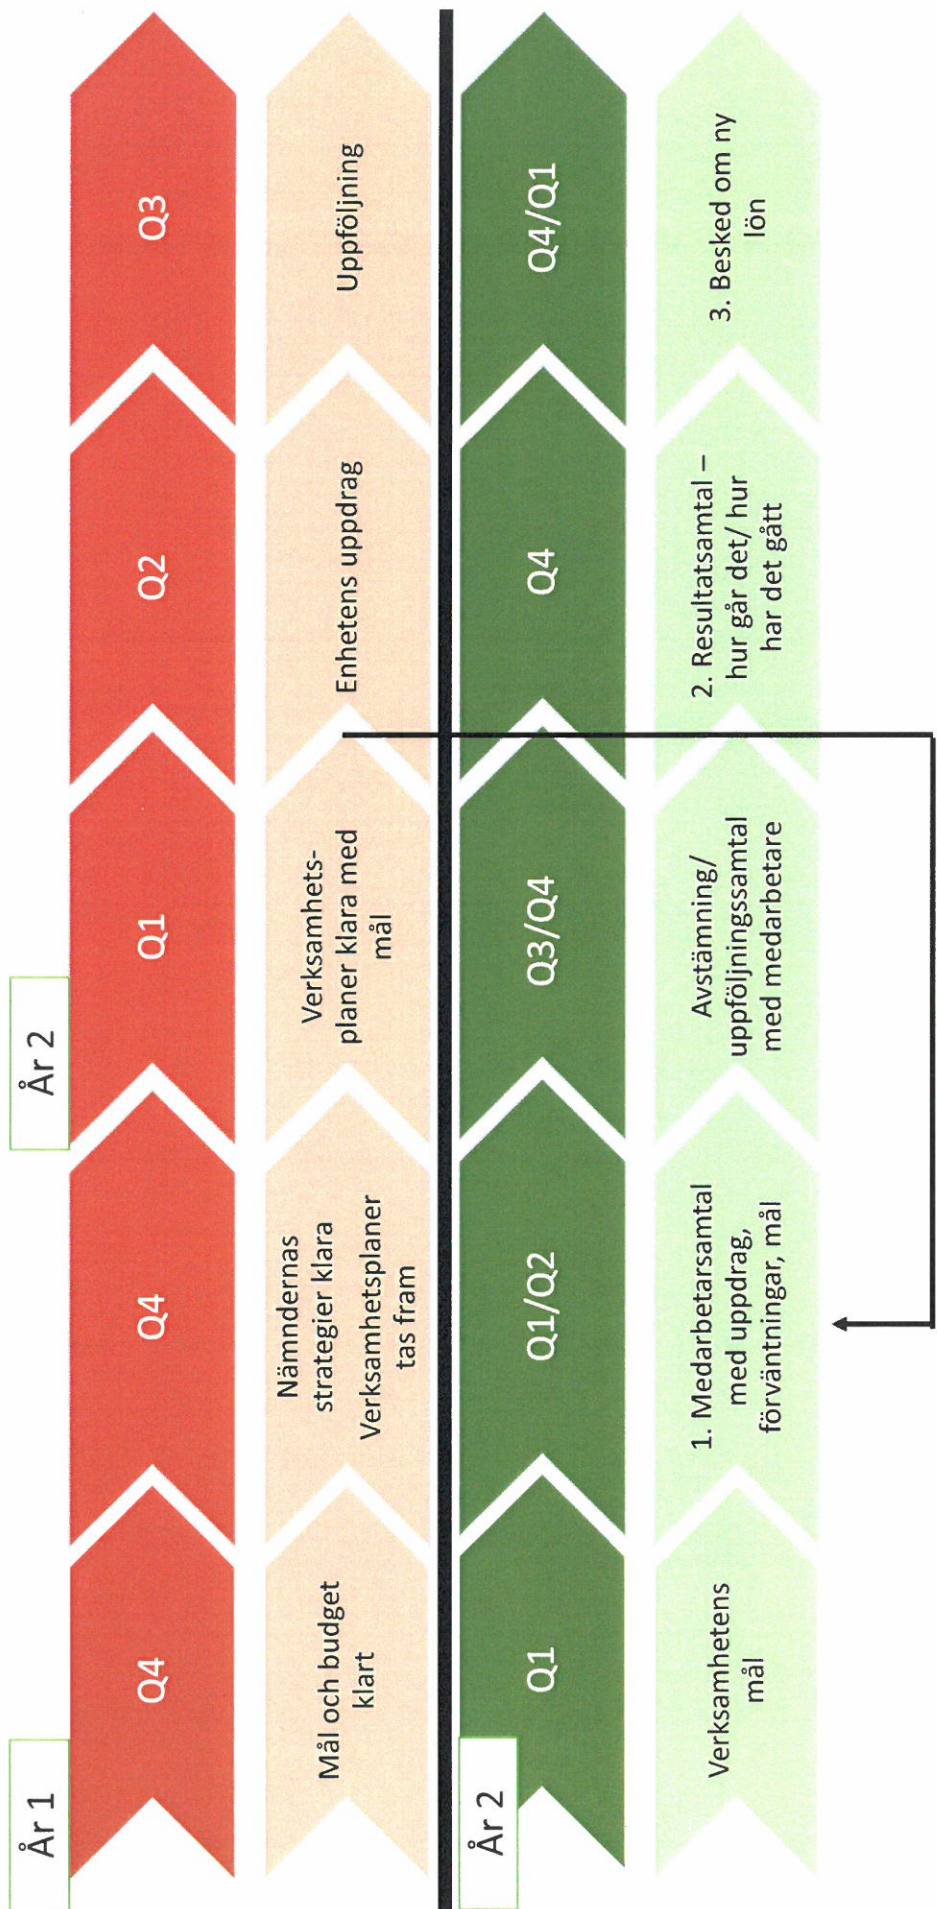 År 1
År 2
Q4
Q4
Q1
Q2
Q3
Mål och budget
klart
Nämndernas
strategier klara
Verksamhetsplaner
tas fram
Verksamhets-
planer klara med
mål
Enhetens uppdrag
Uppföljning
År 2
Q1
Q1/Q2
Q3/Q4
Q4
Q4/Q1
Verksamhetens
mål
1. Medarbetarsamtal
med uppdrag,
förväntningar, mål
Avstämning/
uppföljningssamtal
med medarbetare
2. Resultatsamtal –
hur går det/ hur
har det gått
3. Besked om ny
lön